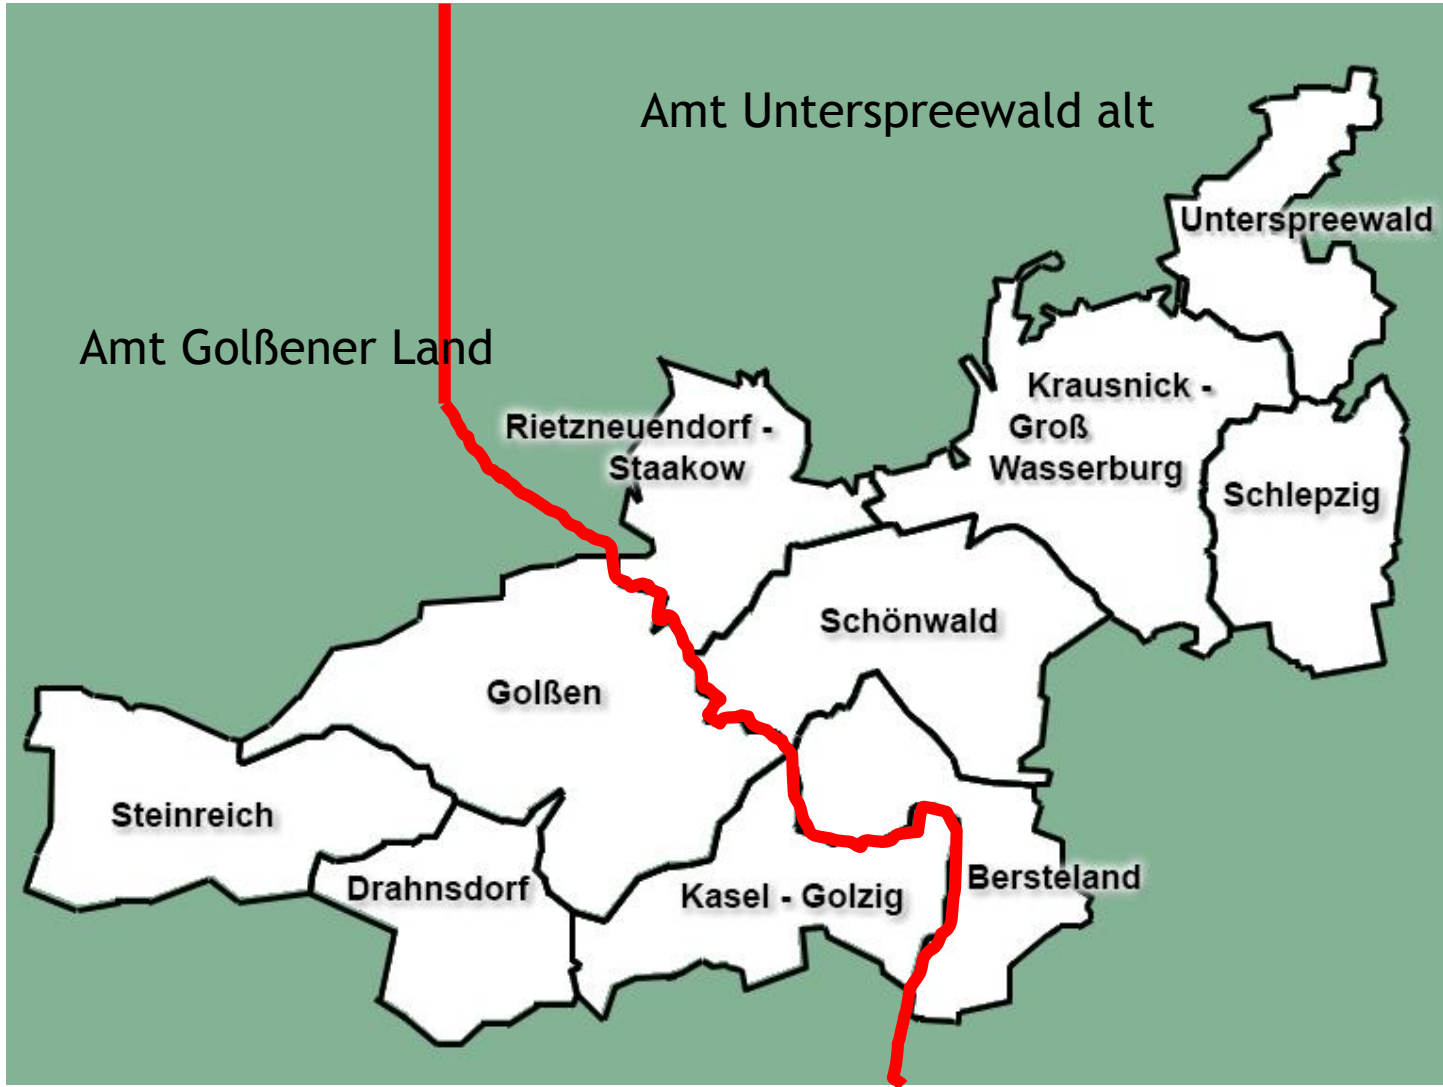 Amt Unterspreewald alt
Unterspreewald
Amt Golßener Land
Krausnick -
Groß
Wasserburg
Rietzneuendorf -
Staakow
Schlepzig
Schönwald
Golßen
Steinreich
Drahnsdorf
Kasel - Golzig
Bersteland